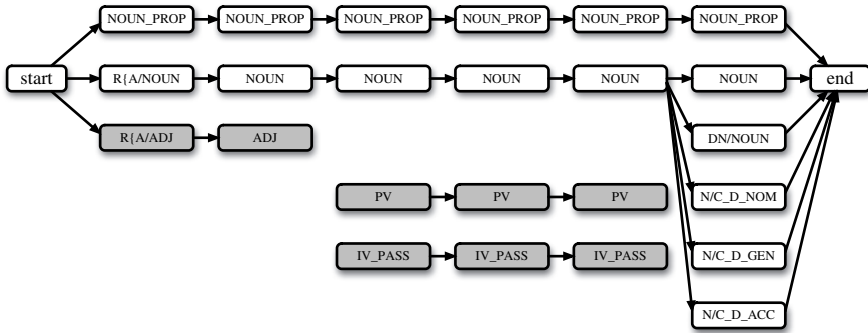 NOUN_PROP NOUN_PROP NOUN_PROP NOUN_PROP NOUN_PROP NOUN_PROP
start R{A/NOUN NOUN NOUN NOUN NOUN NOUN end
R{A/ADJ ADJ DN/NOUN
PV PV PV N/C_D_NOM
IV_PASS IV_PASS IV_PASS N/C_D_GEN
N/C_D_ACC